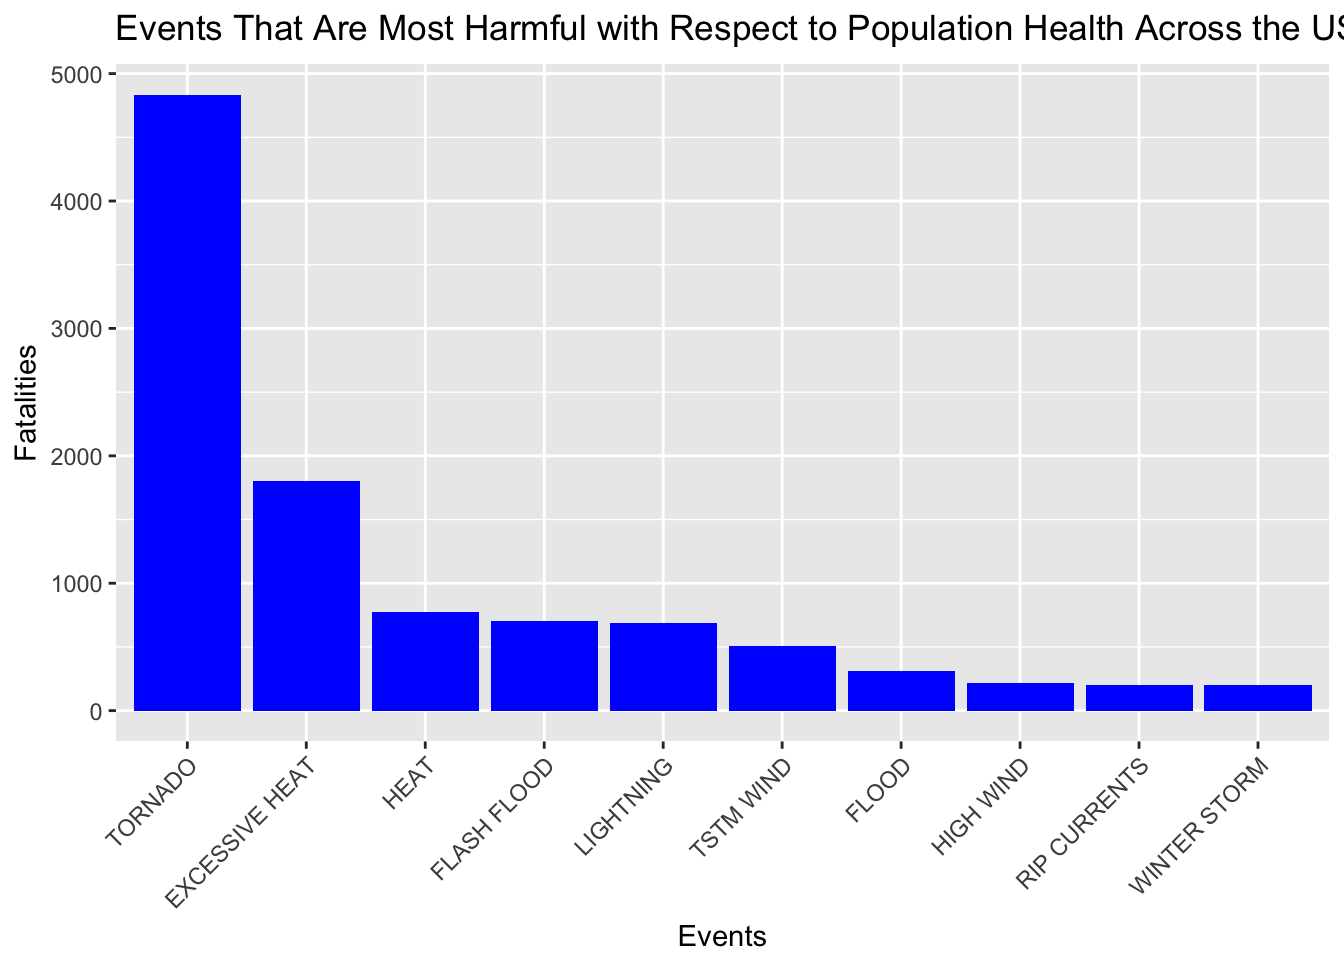 Events That Are Most Harmful with Respect to Population Health Across the US
5000
4000
3000
2000
1000
0
Fatalities
TORNADO
EXCESSIVE HEAT
HEAT
FLASH FLOOD
LIGHTNING
TSTM WIND
FLOOD
HIGH WIND
RIP CURRENTS
WINTER STORM
Events